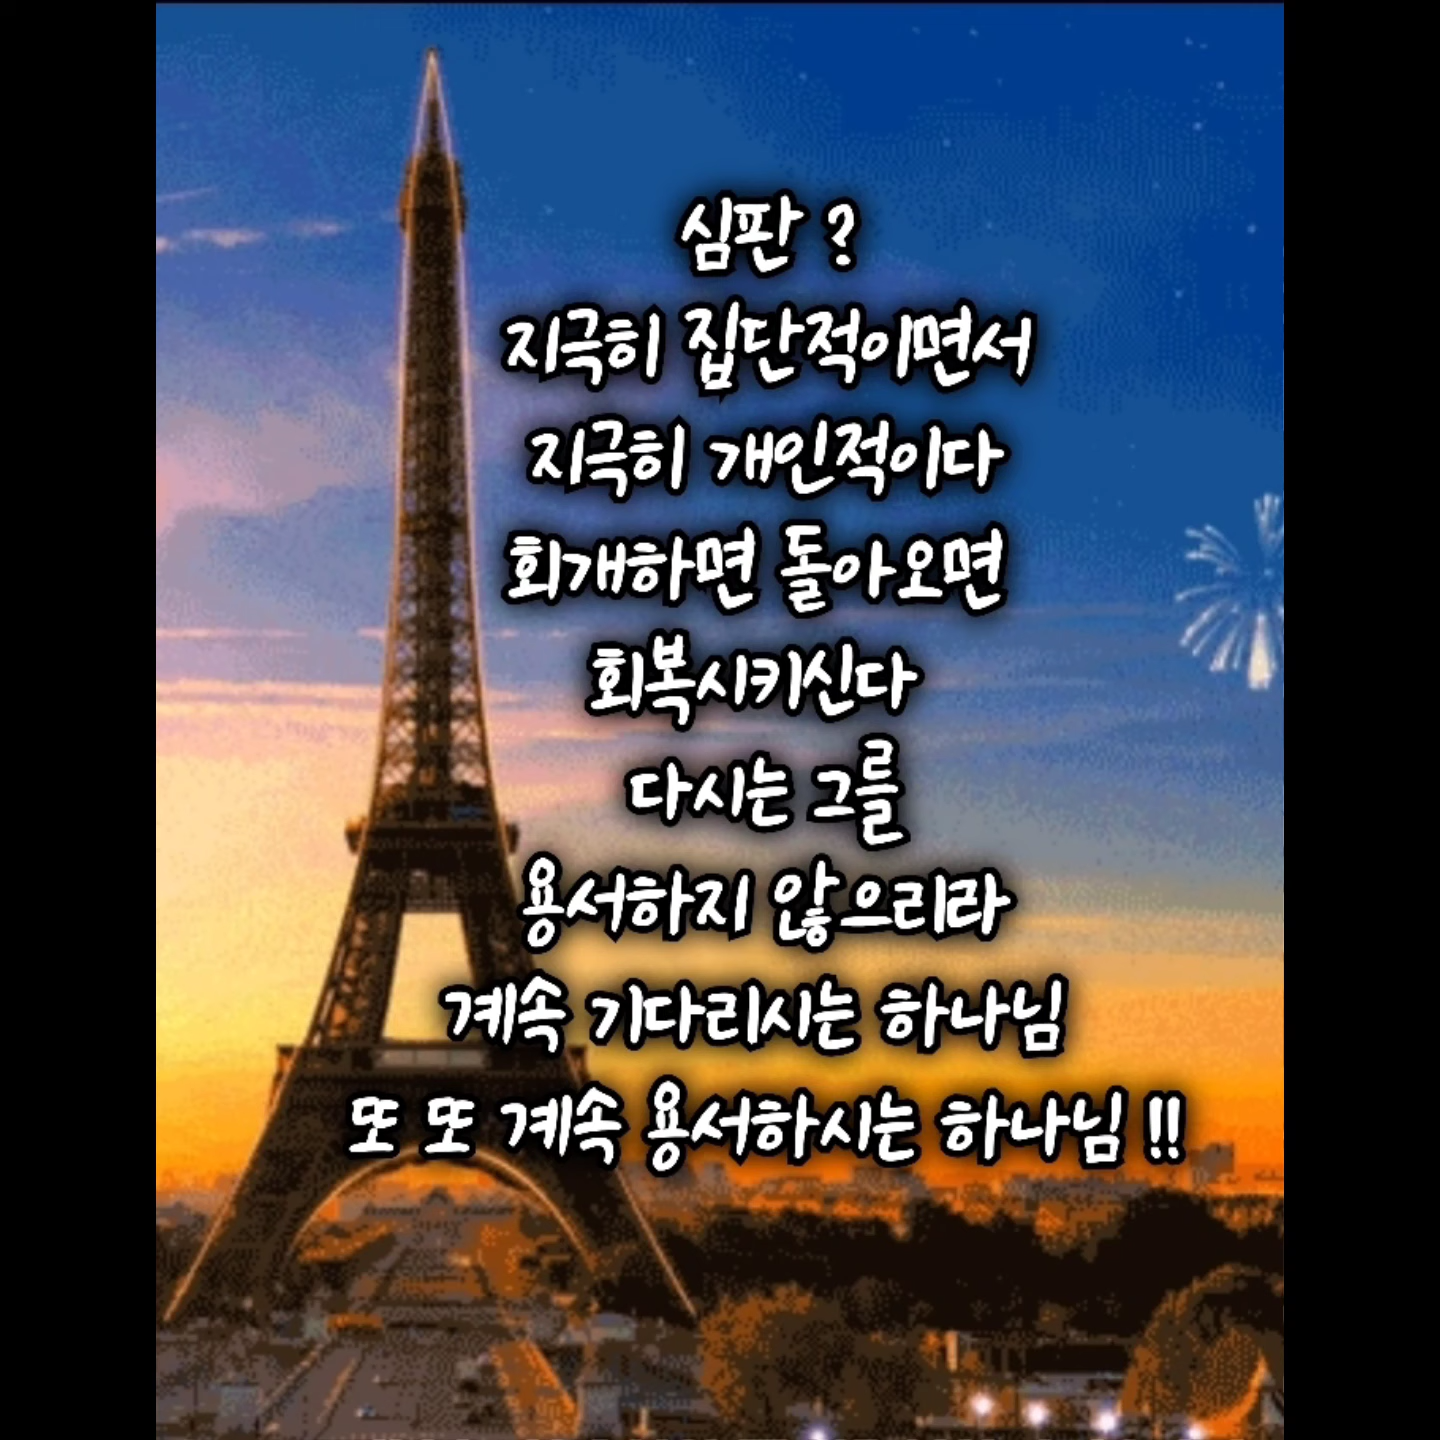 심판 ?
지극히 집단적이면서
지극히 개인적이다
회개하면 돌아오면
회복시키신다
다시는 그를
용서하지 않으리라
계속 기다리시는 하나님
또 또 계속 용서하시는 하나님 !!